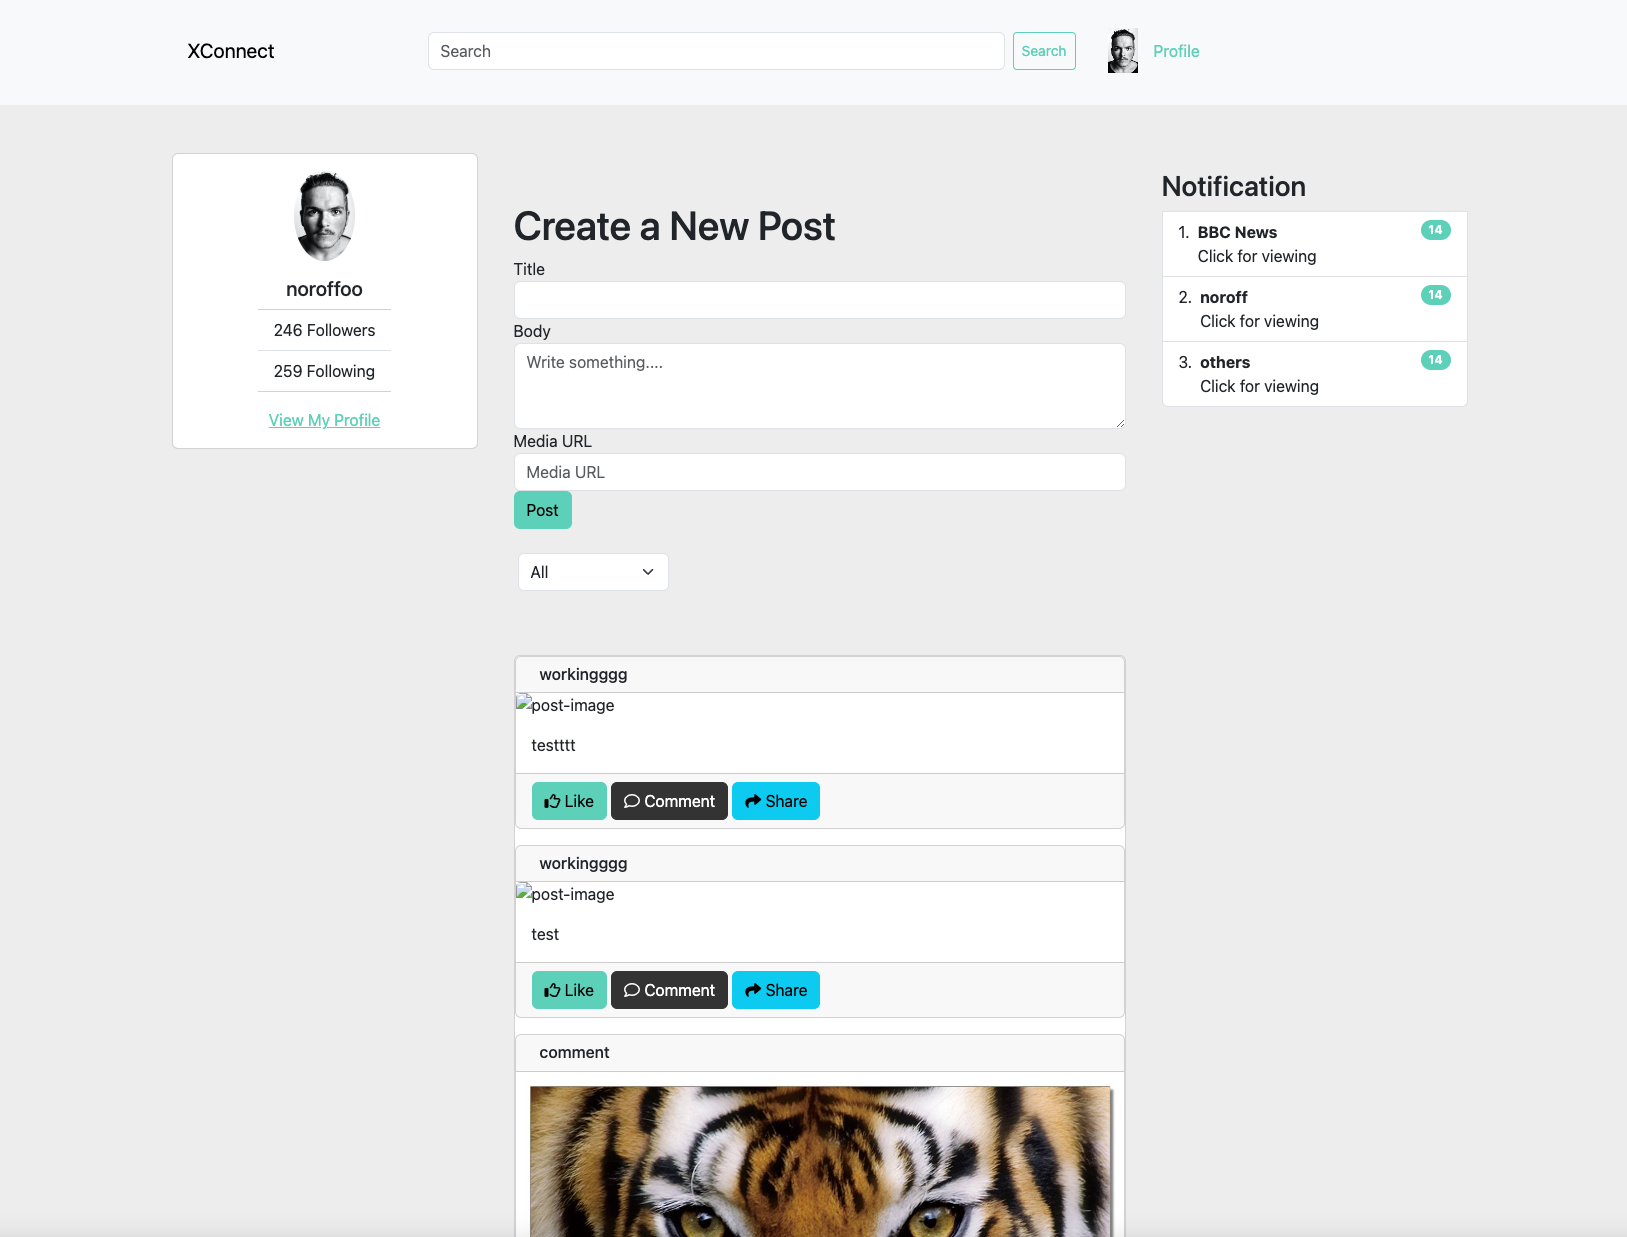 XConnect
Search
Search
Profile
noroffoo
246 Followers
259 Following
View My Profile
Create a New Post
Title
Body
Write something....
Media URL
Media URL
Post
All
Notification
1. BBC News 14
Click for viewing
2. noroff 14
Click for viewing
3. others 14
Click for viewing
workingggg
post-image
testttt
Like Comment Share
workingggg
post-image
test
Like Comment Share
comment